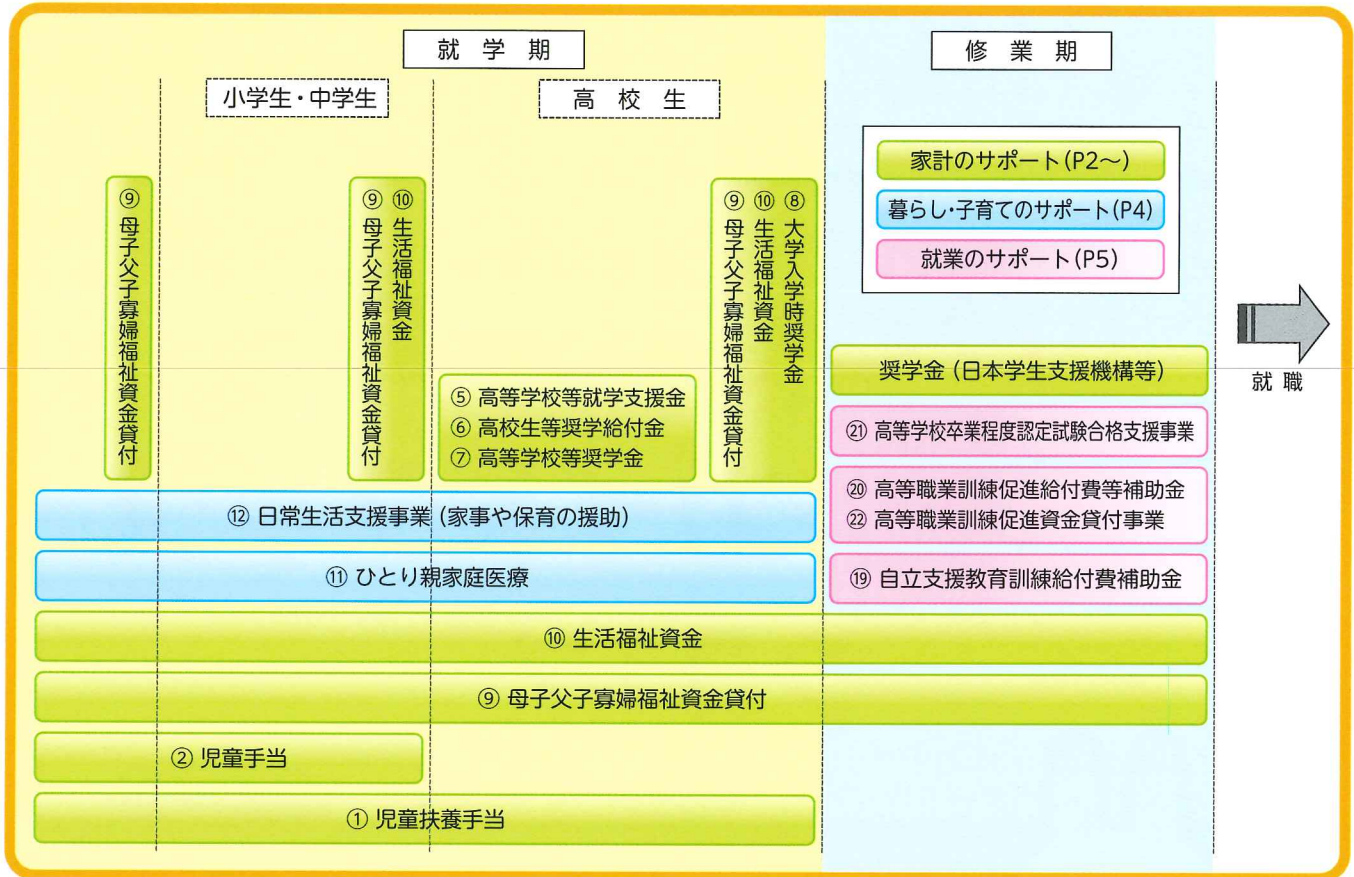 就学期
修業期
小学生・中学生
高校生
家計のサポート(P2～)
暮らし・子育てのサポート(P4)
就業のサポート(P5)
⑨ 母子父子寡婦福祉資金貸付
⑩ 生活福祉資金
⑨ 母子父子寡婦福祉資金貸付
⑧ 大学入学時奨学金
⑩ 生活福祉資金
⑨ 母子父子寡婦福祉資金貸付
⑤ 高等学校等就学支援金
⑥ 高校生等奨学給付金
⑦ 高等学校等奨学金
奨学金(日本学生支援機構等)
就職
㉑ 高等学校卒業程度認定試験合格支援事業
⑳ 高等職業訓練促進給付費等補助金
㉒ 高等職業訓練促進資金貸付事業
⑲ 自立支援教育訓練給付費補助金
⑫ 日常生活支援事業(家事や保育の援助)
⑪ ひとり親家庭医療
⑩ 生活福祉資金
⑨ 母子父子寡婦福祉資金貸付
② 児童手当
① 児童扶養手当